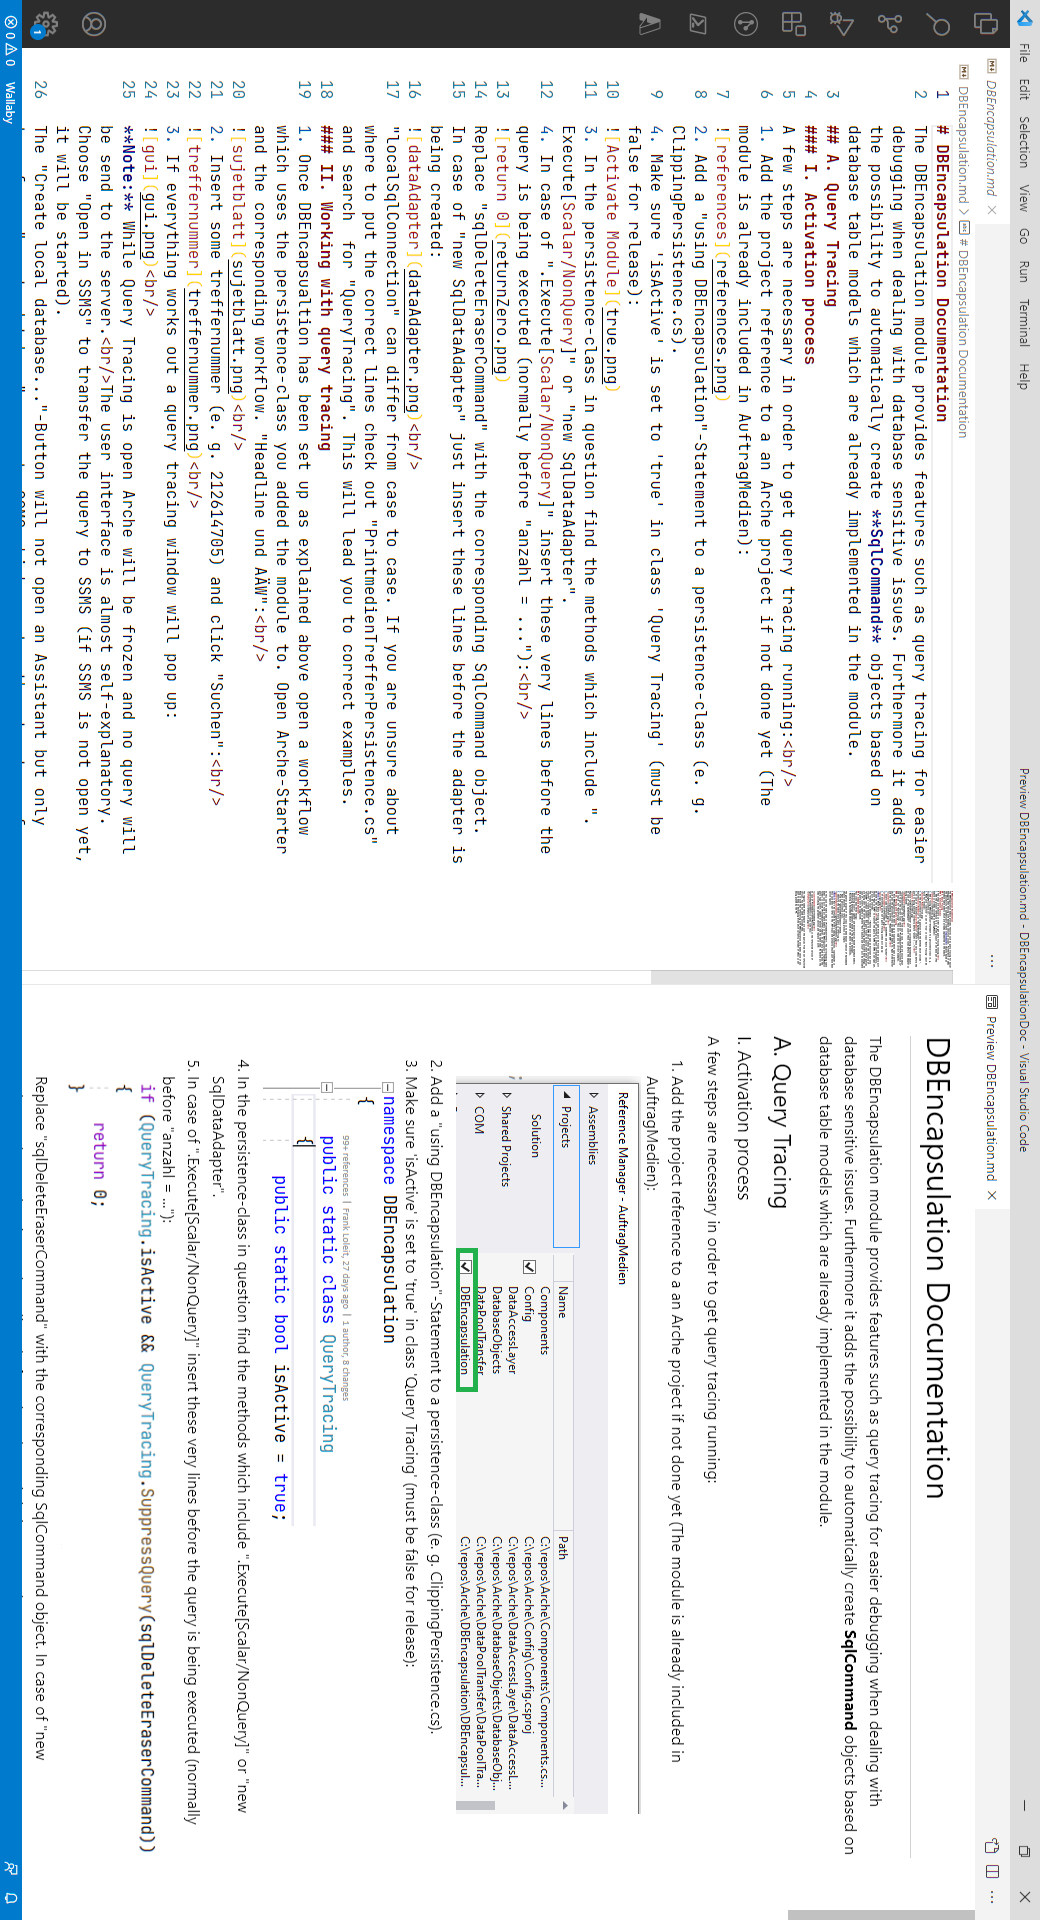 File Edit Selection View Go Run Terminal Help
Preview DBEncapsulation.md - DBEncapsulationDoc - Visual Studio Code
DBEncapsulation.md
DBEncapsulation.md > # DBEncapsulation Documentation
1 # DBEncapsulation Documentation
2 The DBEncapsulation module provides features such as query tracing for easier
debugging when dealing with database sensitive issues. Furthermore it adds
the possibility to automatically create **SqlCommand** objects based on
database table models which are already implemented in the module.
3 ## A. Query Tracing
4 ### I. Activation process
5 A few steps are necessary in order to get query tracing running:<br/>
6 1. Add the project reference to a an Arche project if not done yet (The
module is already included in AuftragMedien):
7 ![references](references.png)
8 2. Add a "using DBEncapsulation"-Statement to a persistence-class (e. g.
ClippingPersistence.cs).
9 4. Make sure 'isActive' is set to 'true' in class 'Query Tracing' (must be
false for release):
10 ![Activate Module](true.png)
11 3. In the persistence-class in question find the methods which include ".
Execute[Scalar/NonQuery]" or "new SqlDataAdapter".
12 4. In case of ".Execute[Scalar/NonQuery]" insert these very lines before the
query is being executed (normally before "anzahl = ..."):<br/>
13 ![return 0](returnZero.png)
14 Replace "sqlDeleteEraserCommand" with the corresponding SqlCommand object.
15 In case of "new SqlDataAdapter" just insert these lines before the adapter is
being created:
16 ![dataAdapter](dataAdapter.png)<br/>
17 "localSqlConnection" can differ from case to case. If you are unsure about
where to put the correct lines check out "PrintmedienTrefferPersistence.cs"
and search for "QueryTracing". This will lead you to correct examples.
18 ### II. Working with query tracing
19 1. Once DBEncapsulation has been set up as explained above open a workflow
which uses the persistence-class you added the module to. Open Arche-Starter
and the corresponding workflow. "Headline und AÄW":<br/>
20 ![sujetblatt](sujetblatt.png)<br/>
21 2. Insert some treffernummer (e. g. 212614705) and click "Suchen":<br/>
22 ![treffernummer](treffernummer.png)<br/>
23 3. If everything works out a query tracing window will pop up:
24 ![gui](gui.png)<br/>
25 **Note:** While Query Tracing is open Arche will be frozen and no query will
be send to the server.<br/>The user interface is almost self-explanatory.
Choose "Open in SSMS" to transfer the query to SSMS (if SSMS is not open yet,
it will be started).
26 The "Create local database..."-Button will not open an Assistant but only
Preview DBEncapsulation.md
DBEncapsulation Documentation
The DBEncapsulation module provides features such as query tracing for easier debugging when dealing with
database sensitive issues. Furthermore it adds the possibility to automatically create SqlCommand objects based on
database table models which are already implemented in the module.
A. Query Tracing
I. Activation process
A few steps are necessary in order to get query tracing running:
1. Add the project reference to a an Arche project if not done yet (The module is already included in
AuftragMedien):
Reference Manager - AuftragMedien
Assemblies
Projects
Solution
Shared Projects
COM
Name Path
Components C:\repos\Arche\Components\Components.cs...
Config C:\repos\Arche\Config\Config.csproj
DataAccessLayer C:\repos\Arche\DataAccessLayer\DataAccessL...
DatabaseObjects C:\repos\Arche\DatabaseObjects\DatabaseObj...
DataPoolTransfer C:\repos\Arche\DataPoolTransfer\DataPoolTra...
DBEncapsulation C:\repos\Arche\DBEncapsulation\DBEncapsul...
2. Add a "using DBEncapsulation"-Statement to a persistence-class (e. g. ClippingPersistence.cs).
3. Make sure 'isActive' is set to 'true' in class 'Query Tracing' (must be false for release):
namespace DBEncapsulation
{
99+ references | Frank Loleit, 27 days ago | 1 author, 8 changes
public static class QueryTracing
{
public static bool isActive = true;
4. In the persistence-class in question find the methods which include ".Execute[Scalar/NonQuery]" or "new
SqlDataAdapter".
5. In case of ".Execute[Scalar/NonQuery]" insert these very lines before the query is being executed (normally
before "anzahl = ..."):
if (QueryTracing.isActive && QueryTracing.SuppressQuery(sqlDeleteEraserCommand))
{
return 0;
}
Replace "sqlDeleteEraserCommand" with the corresponding SqlCommand object. In case of "new
1
0 0 Wallaby